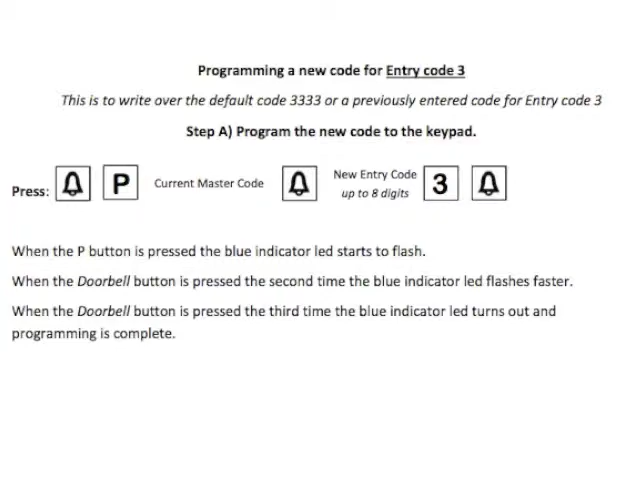 Programming a new code for Entry code 3
This is to write over the default code 3333 or a previously entered code for Entry code 3
Step A) Program the new code to the keypad.
Press: P Current Master Code New Entry Code up to 8 digits 3
When the P button is pressed the blue indicator led starts to flash.
When the Doorbell button is pressed the second time the blue indicator led flashes faster.
When the Doorbell button is pressed the third time the blue indicator led turns out and
programming is complete.